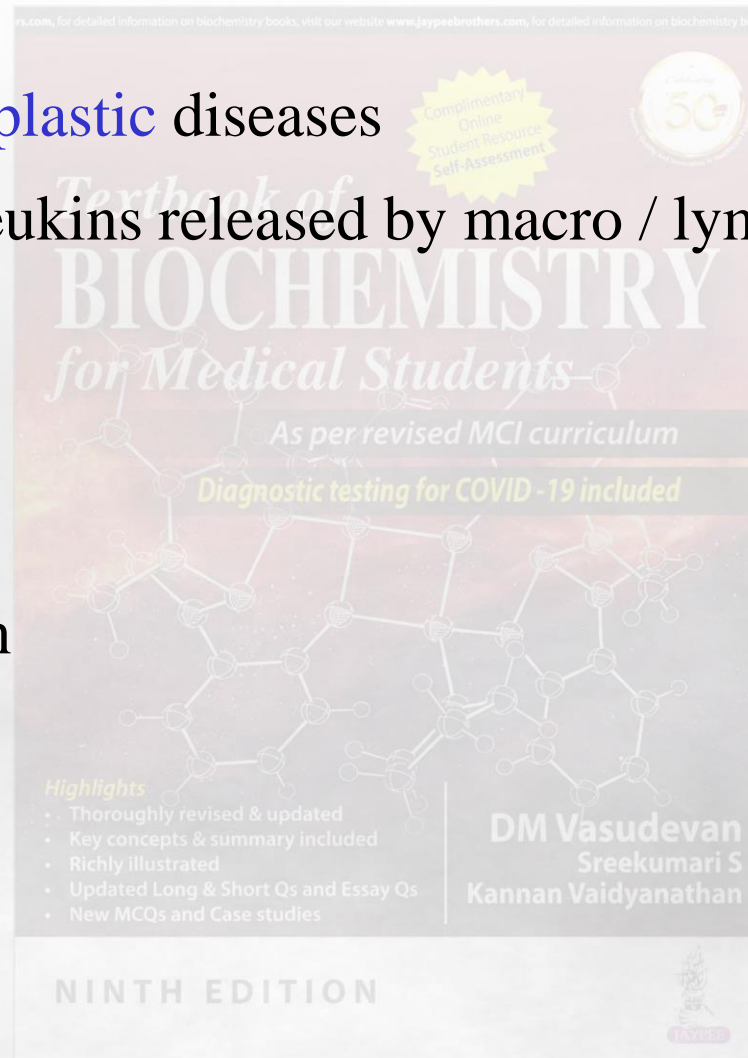 rs.com, for detailed information on biochemistry books, visit our website www.jaypeebrothers.com, for detailed information on biochemistry b
plastic diseases
Complimentary
Online
Student Resource
Self-Assessment
50
Textbook of
eukins released by macro / lyn
BIOCHEMISTRY
for Medical Students
As per revised MCI curriculum
Diagnostic testing for COVID -19 included
n
Highlights
• Thoroughly revised & updated
• Key concepts & summary included
• Richly illustrated
• Updated Long & Short Qs and Essay Qs
• New MCQs and Case studies
DM Vasudevan
Sreekumari S
Kannan Vaidyanathan
NINTH EDITION
JAYPEE